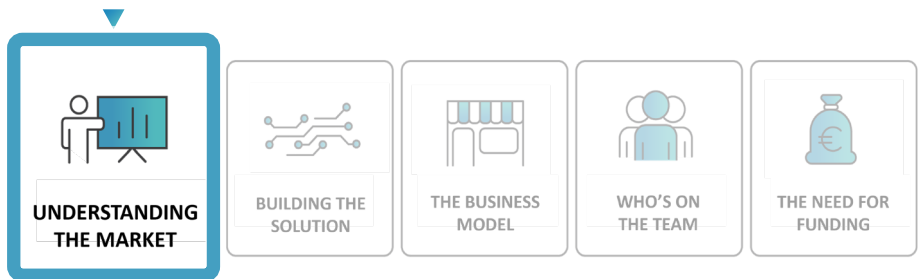 UNDERSTANDING
THE MARKET
BUILDING THE
SOLUTION
THE BUSINESS
MODEL
WHO'S ON
THE TEAM
THE NEED FOR
FUNDING
€